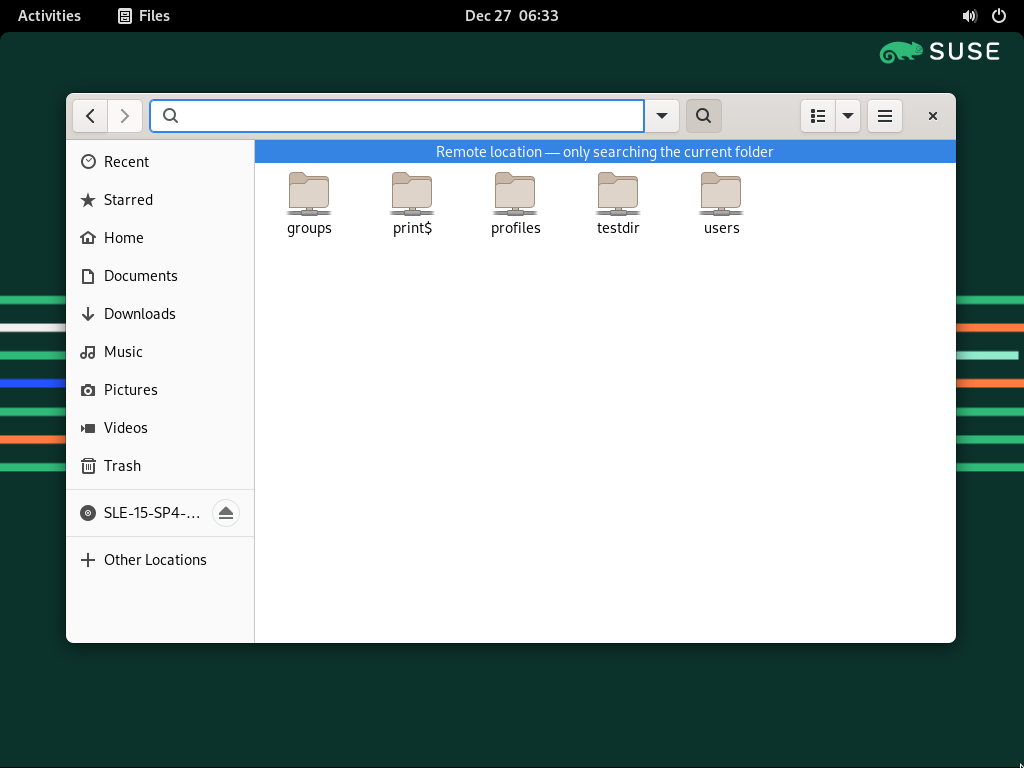 Activities
Files
Dec 27 06:33
SUSE
Remote location — only searching the current folder
Recent
Starred
Home
Documents
Downloads
Music
Pictures
Videos
Trash
SLE-15-SP4-…
Other Locations
groups
print$
profiles
testdir
users